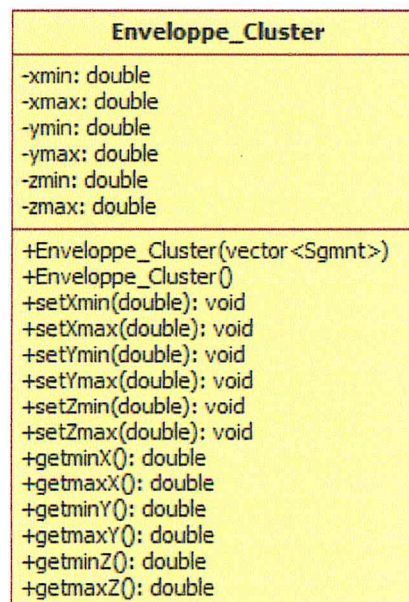 Enveloppe_Cluster
-xmin: double
-xmax: double
-ymin: double
-ymax: double
-zmin: double
-zmax: double
+Enveloppe_Cluster(vector<Sgmnt>)
+Enveloppe_Cluster()
+setXmin(double): void
+setXmax(double): void
+setYmin(double): void
+setYmax(double): void
+setZmin(double): void
+setZmax(double): void
+getminX(): double
+getmaxX(): double
+getminY(): double
+getmaxY(): double
+getminZ(): double
+getmaxZ(): double